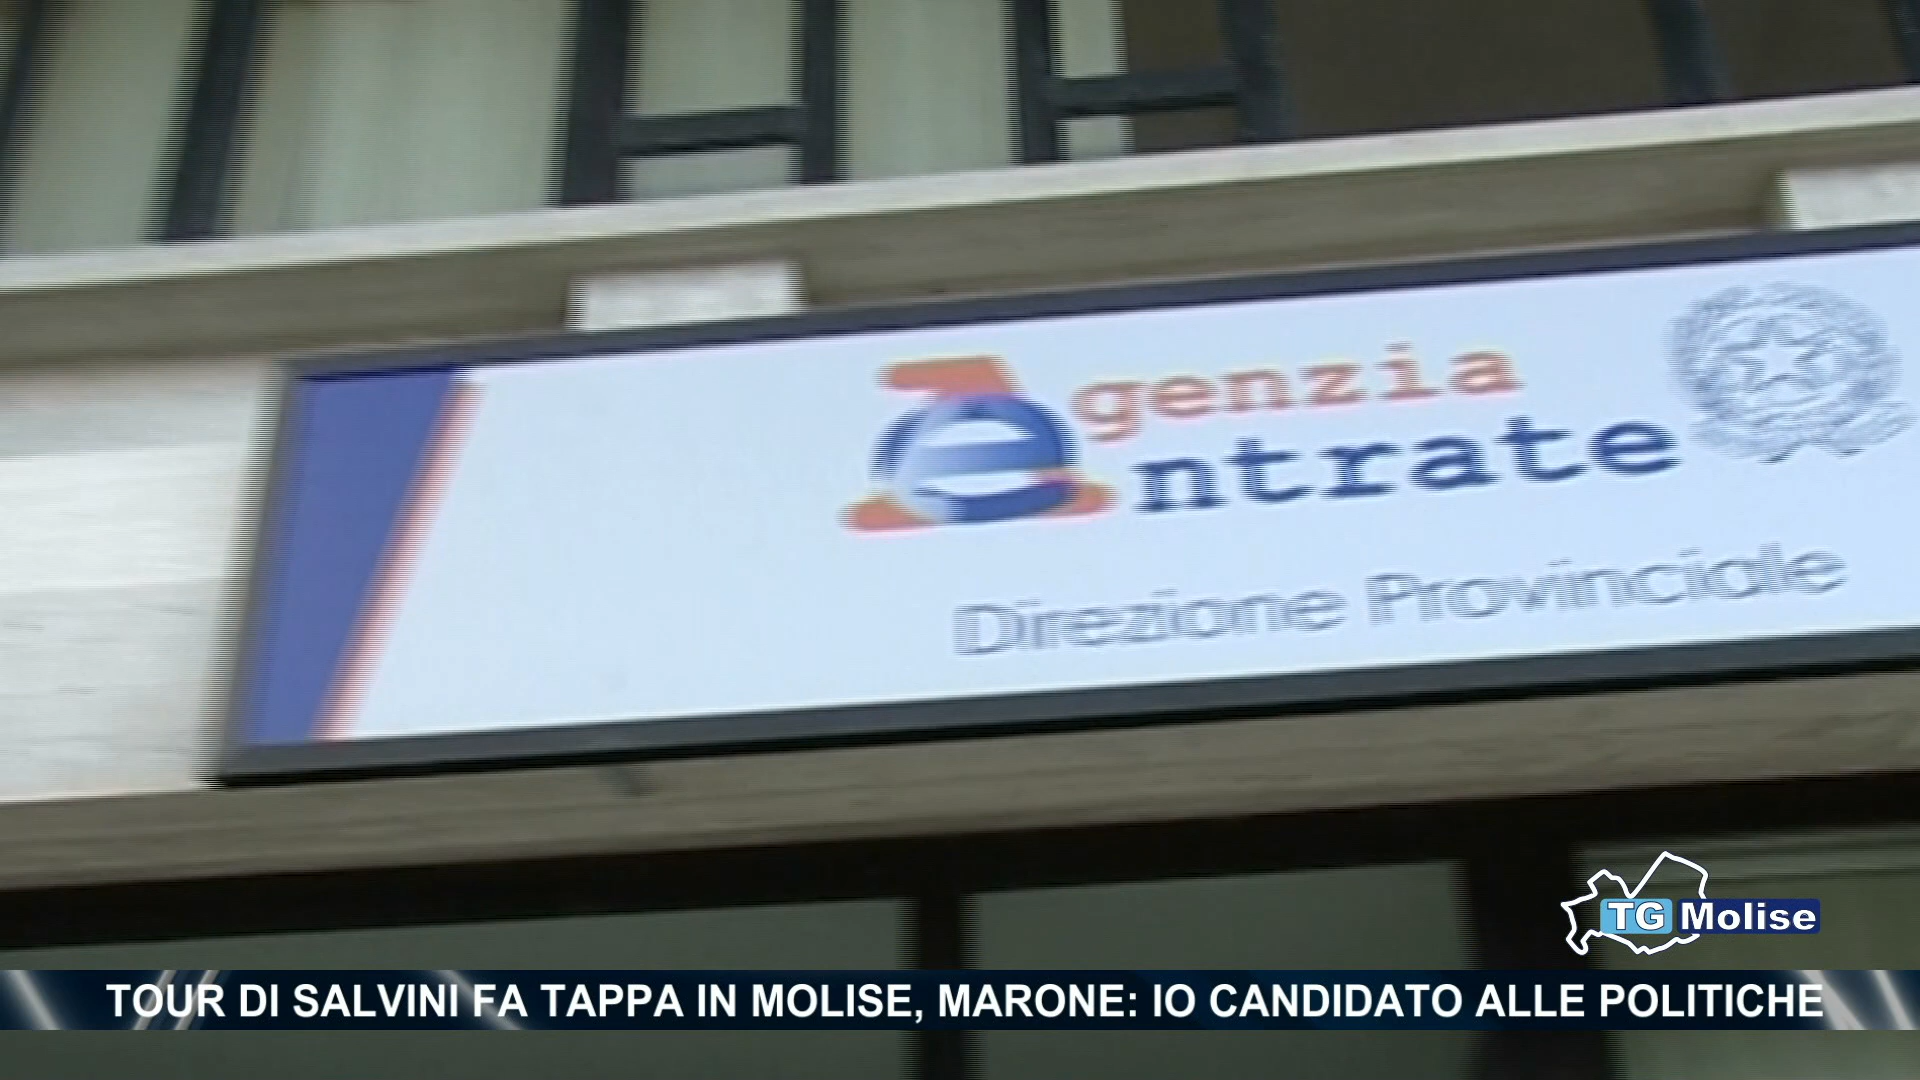 Agenzia
entrate
Direzione Provinciale
TG Molise
TOUR DI SALVINI FA TAPPA IN MOLISE, MARONE: IO CANDIDATO ALLE POLITICHE